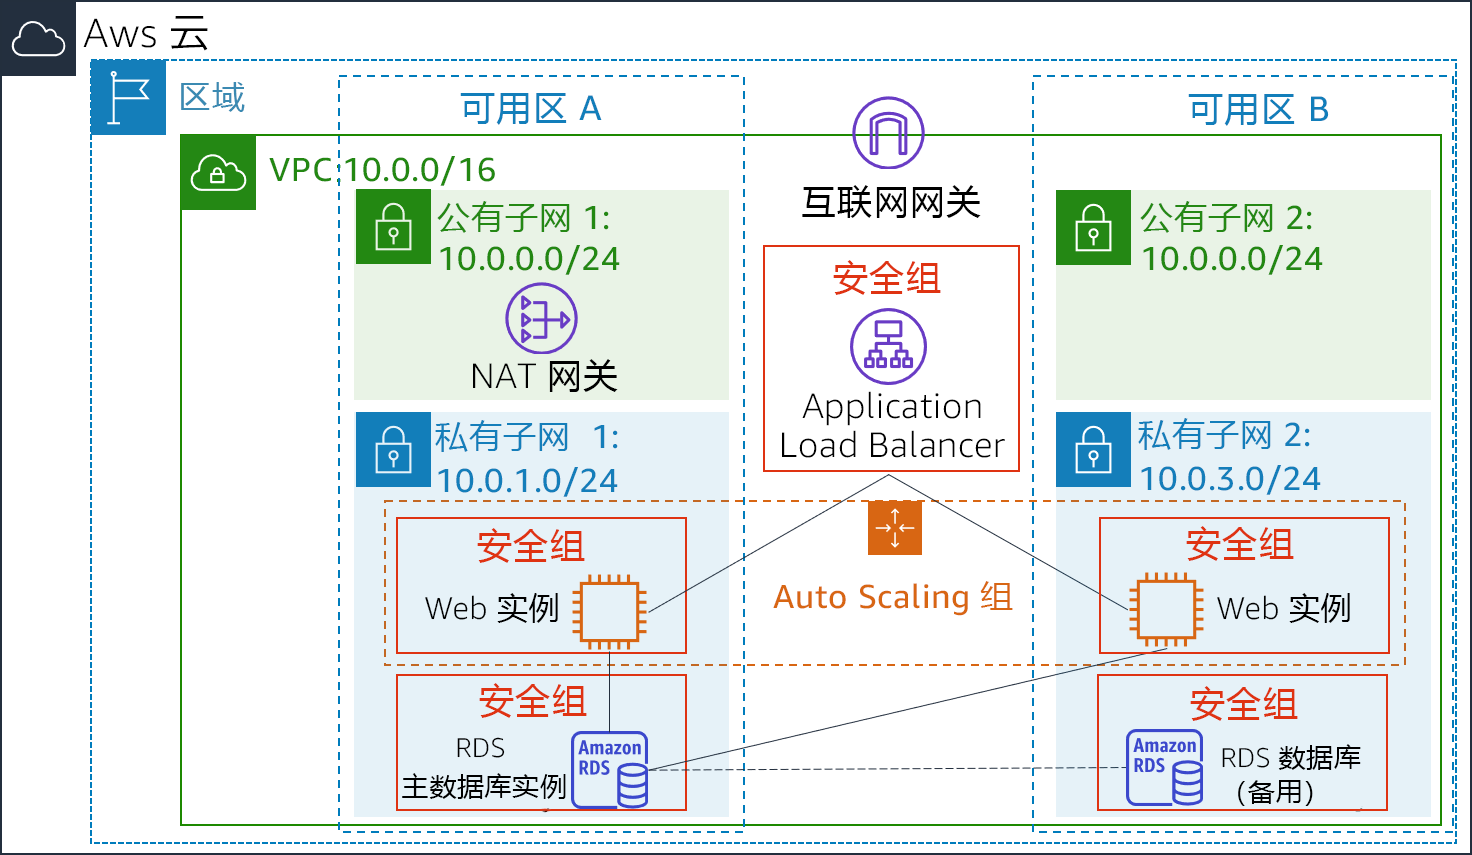 Aws 云
区域
可用区 A
可用区 B
VPC:10.0.0/16
互联网网关
公有子网 1:
10.0.0.0/24
NAT 网关
公有子网 2:
10.0.0.0/24
安全组
Application
Load Balancer
私有子网 1:
10.0.1.0/24
私有子网 2:
10.0.3.0/24
安全组
Web 实例
Auto Scaling 组
安全组
Web 实例
安全组
RDS
主数据库实例
Amazon
RDS
安全组
Amazon
RDS
RDS 数据库
(备用)